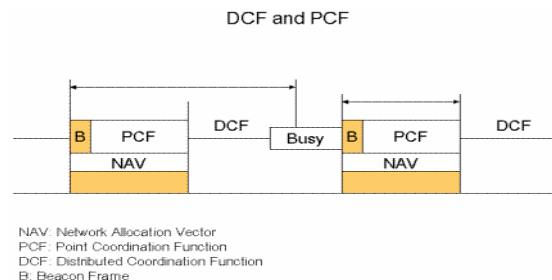 DCF and PCF
B PCF DCF Busy B PCF DCF
NAV NAV
NAV: Network Allocation Vector
PCF: Point Coordination Function
DCF: Distributed Coordination Function
B: Beacon Frame